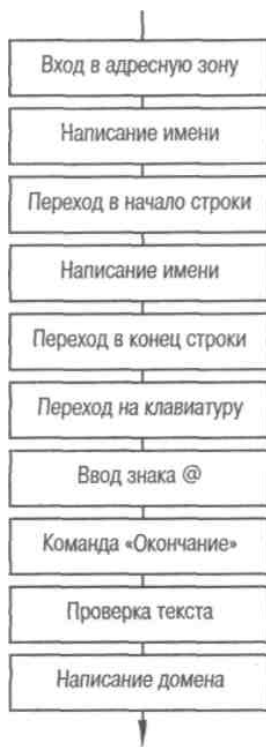 Вход в адресную зону
Написание имени
Переход в начало строки
Написание имени
Переход в конец строки
Переход на клавиатуру
Ввод знака @
Команда «Окончание»
Проверка текста
Написание домена